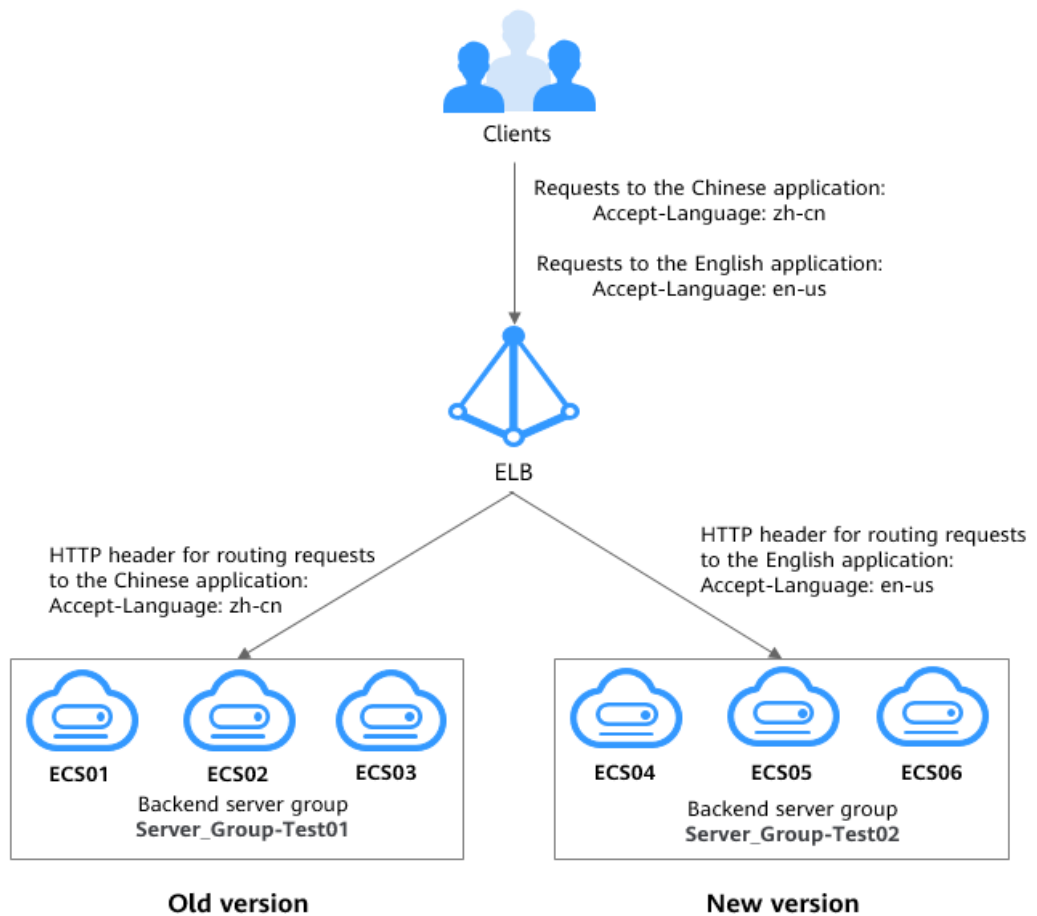 Clients
Requests to the Chinese application:
Accept-Language: zh-cn
Requests to the English application:
Accept-Language: en-us
ELB
HTTP header for routing requests
to the Chinese application:
Accept-Language: zh-cn
HTTP header for routing requests
to the English application:
Accept-Language: en-us
ECS01 ECS02 ECS03
Backend server group
Server_Group-Test01
ECS04 ECS05 ECS06
Backend server group
Server_Group-Test02
Old version
New version